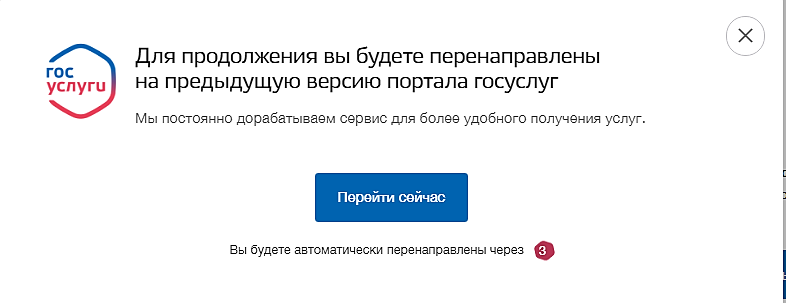 гос
услуги
Для продолжения вы будете перенаправлены
на предыдущую версию портала госуслуг
Мы постоянно дорабатываем сервис для более удобного получения услуг.
Перейти сейчас
Вы будете автоматически перенаправлены через 3